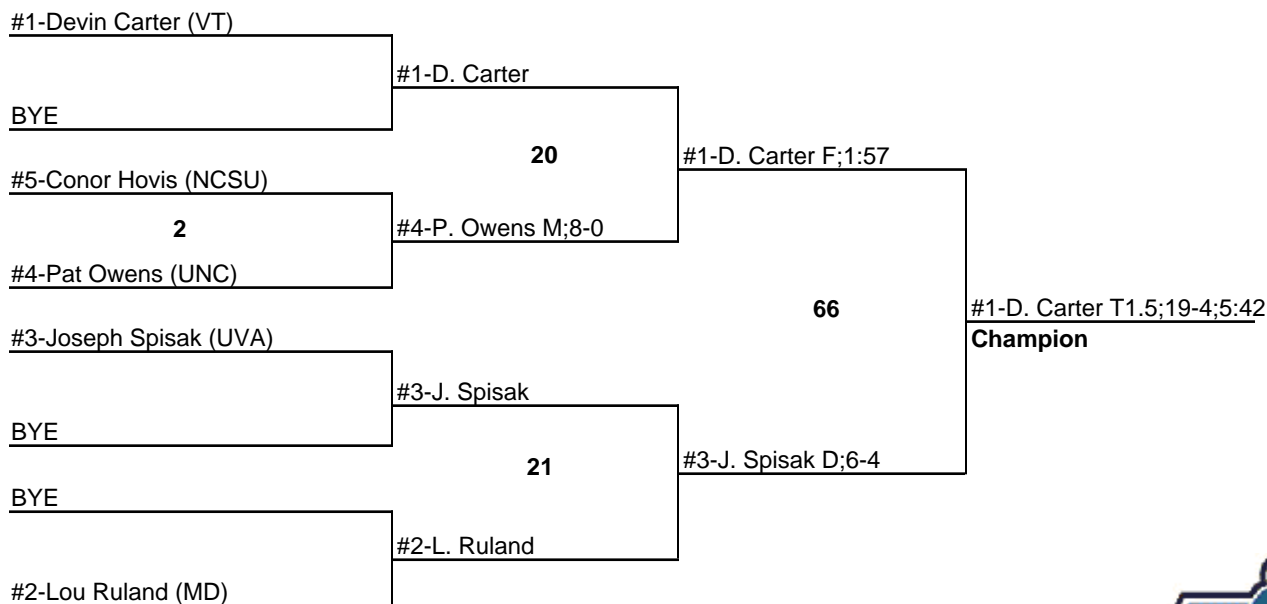 #1-Devin Carter (VT)
#1-D. Carter
BYE
20
#1-D. Carter F;1:57
#5-Conor Hovis (NCSU)
2
#4-P. Owens M;8-0
#4-Pat Owens (UNC)
66
#1-D. Carter T1.5;19-4;5:42
Champion
#3-Joseph Spisak (UVA)
#3-J. Spisak
BYE
21
#3-J. Spisak D;6-4
BYE
#2-L. Ruland
#2-Lou Ruland (MD)